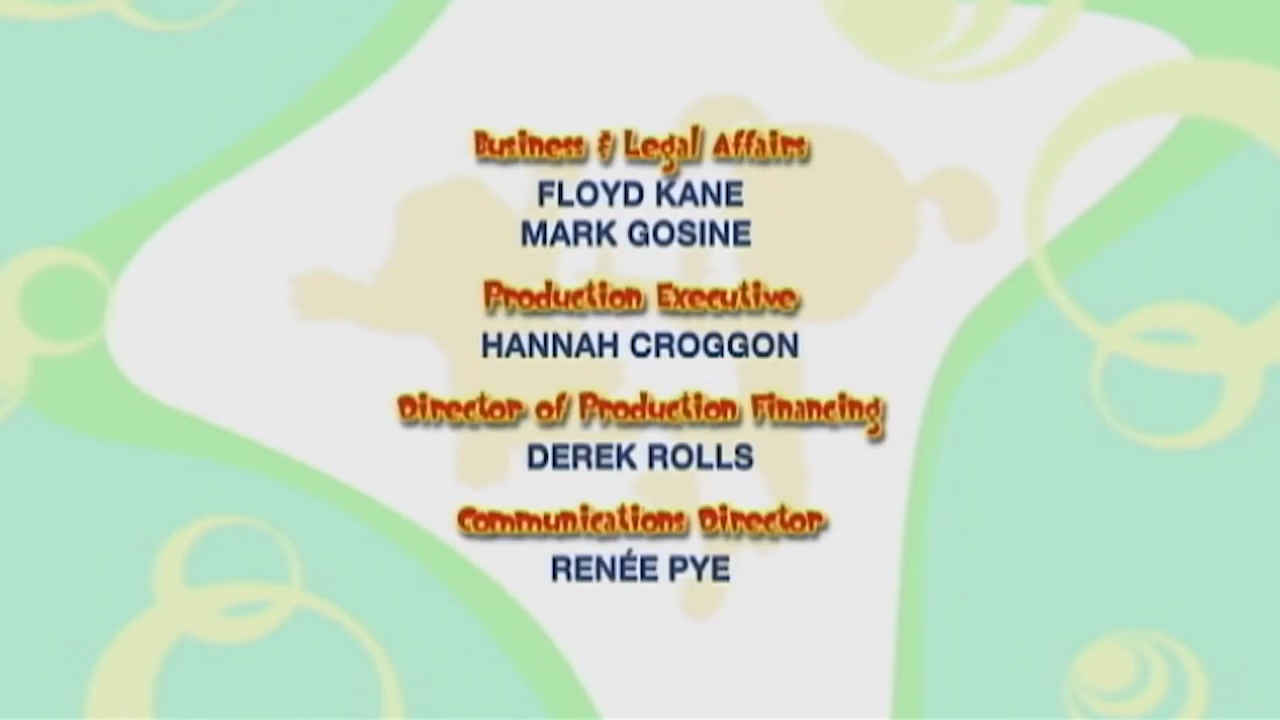 Business & Legal Affairs
FLOYD KANE
MARK GOSINE
Production Executive
HANNAH CROGGON
Director of Production Financing
DEREK ROLLS
Communications Director
RENÉE PYE